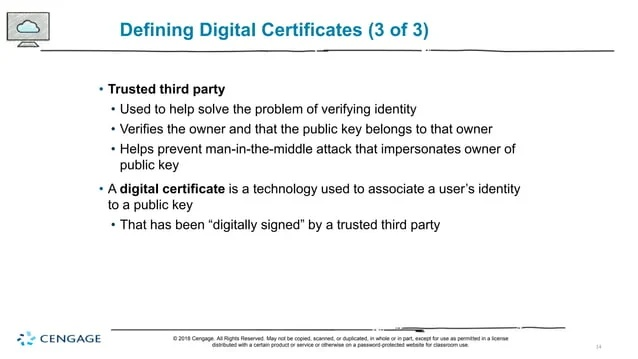 Defining Digital Certificates (3 of 3)
• Trusted third party
• Used to help solve the problem of verifying identity
• Verifies the owner and that the public key belongs to that owner
• Helps prevent man-in-the-middle attack that impersonates owner of
public key
• A digital certificate is a technology used to associate a user’s identity
to a public key
• That has been “digitally signed” by a trusted third party
CENGAGE
© 2018 Cengage. All Rights Reserved. May not be copied, scanned, or duplicated, in whole or in part, except for use as permitted in a license
distributed with a certain product or service or otherwise on a password-protected website for classroom use.
14